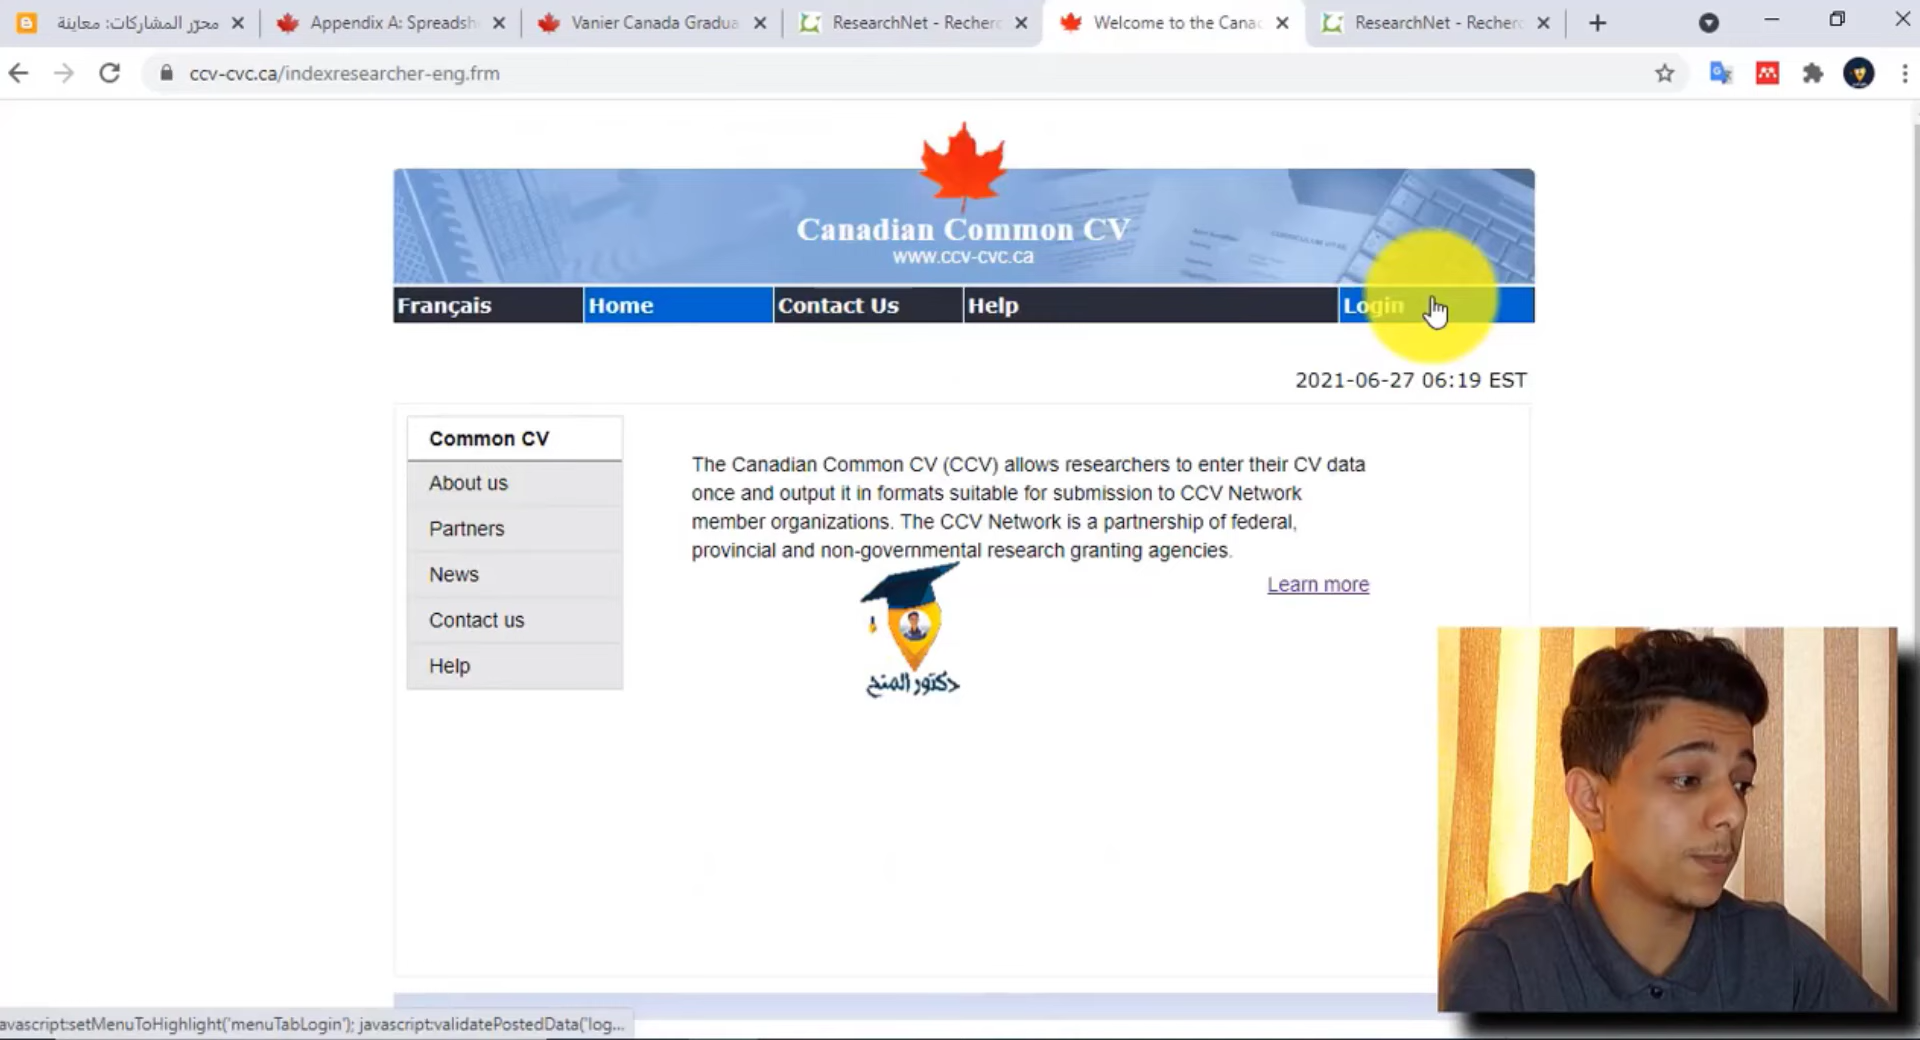 محرّر المشاركات: معاينة
Appendix A: Spreadsh
Vanier Canada Gradua
ResearchNet - Recherc
Welcome to the Canac
ResearchNet - Recherc
ccv-cvc.ca/indexresearcher-eng.frm
Canadian Common CV
www.ccv-cvc.ca
Français
Home
Contact Us
Help
Login
2021-06-27 06:19 EST
Common CV
About us
Partners
News
Contact us
Help
The Canadian Common CV (CCV) allows researchers to enter their CV data
once and output it in formats suitable for submission to CCV Network
member organizations. The CCV Network is a partnership of federal,
provincial and non-governmental research granting agencies.
Learn more
دكتور المنح
avascript:setMenuToHighlight('menuTabLogin'); javascript:validatePostedData('log...